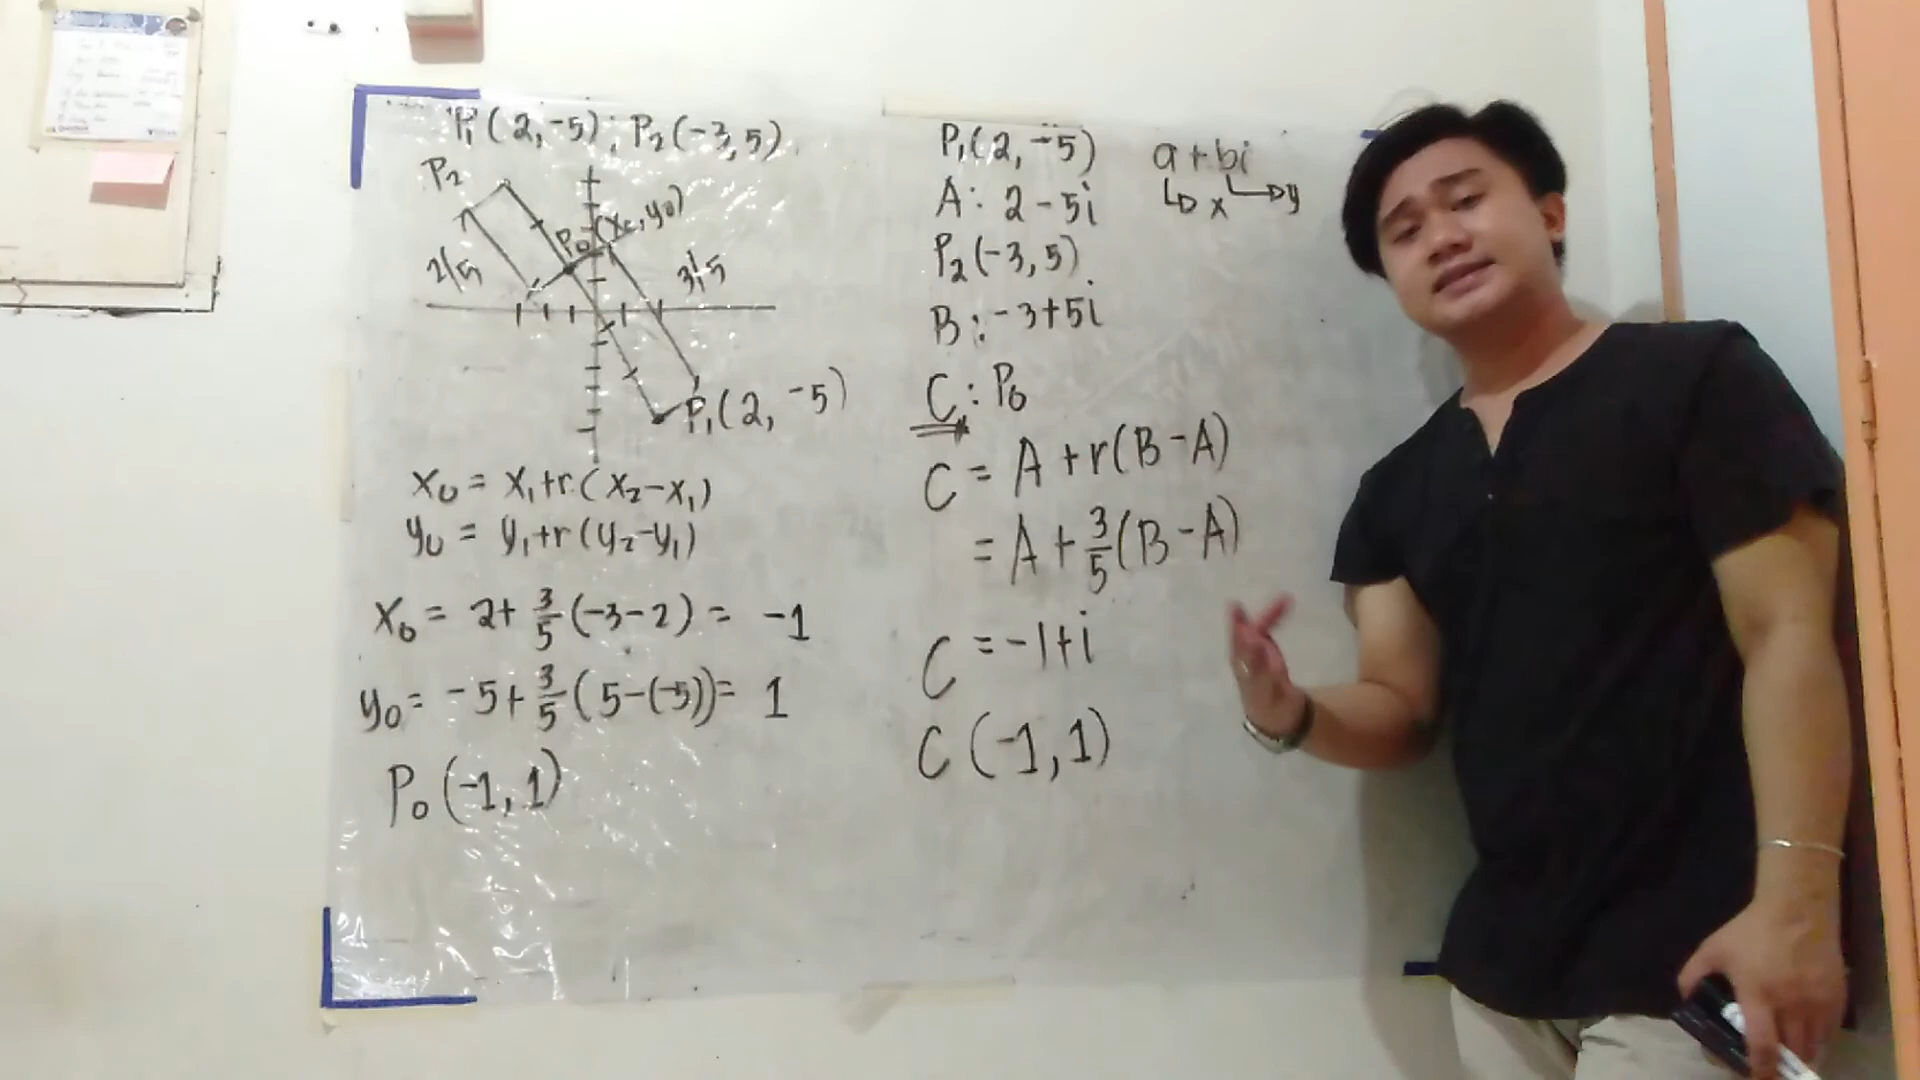 P₁(2, -5); P₂(-3, 5)
P₂
P₀ (x₀, y₀)
2/5
3/5
P₁(2, -5)
x₀ = x₁+r(x₂-x₁)
y₀ = y₁+r(y₂-y₁)
x₀ = 2+ 3/5 (-3-2) = -1
y₀ = -5+ 3/5 (5-(-5)) = 1
P₀ (-1, 1)
P₁(2, -5)
a+bi
x
y
A: 2-5i
P₂(-3, 5)
B: -3+5i
C: P₀
C = A+r(B-A)
= A+ 3/5 (B-A)
C = -1+i
C (-1, 1)